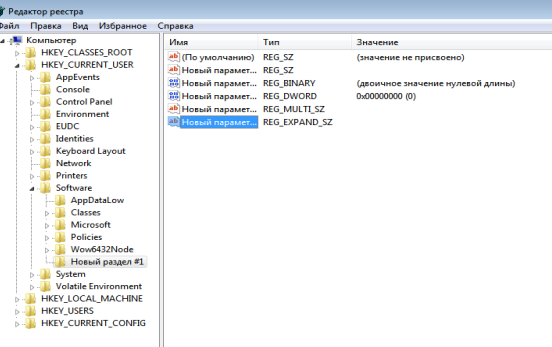 Редактор реестра
Файл Правка Вид Избранное Справка
Компьютер
HKEY_CLASSES_ROOT
HKEY_CURRENT_USER
AppEvents
Console
Control Panel
Environment
EUDC
Identities
Keyboard Layout
Network
Printers
Software
AppDataLow
Classes
Microsoft
Policies
Wow6432Node
Новый раздел #1
System
Volatile Environment
HKEY_LOCAL_MACHINE
HKEY_USERS
HKEY_CURRENT_CONFIG
Имя Тип Значение
(По умолчанию) REG_SZ (значение не присвоено)
Новый парамет... REG_SZ
Новый парамет... REG_BINARY (двоичное значение нулевой длины)
Новый парамет... REG_DWORD 0x00000000 (0)
Новый парамет... REG_MULTI_SZ
Новый парамет... REG_EXPAND_SZ